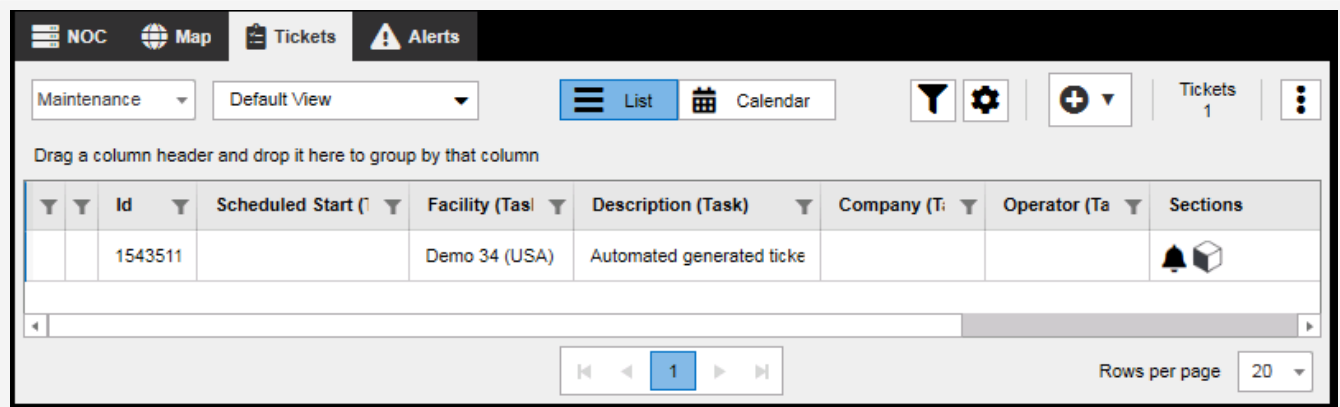 NOC Map Tickets Alerts
Maintenance Default View List Calendar Tickets
1
Drag a column header and drop it here to group by that column
Id Scheduled Start (T Facility (Tasl Description (Task) Company (Ta Operator (Ta Sections
1543511 Demo 34 (USA) Automated generated ticke
1 Rows per page 20